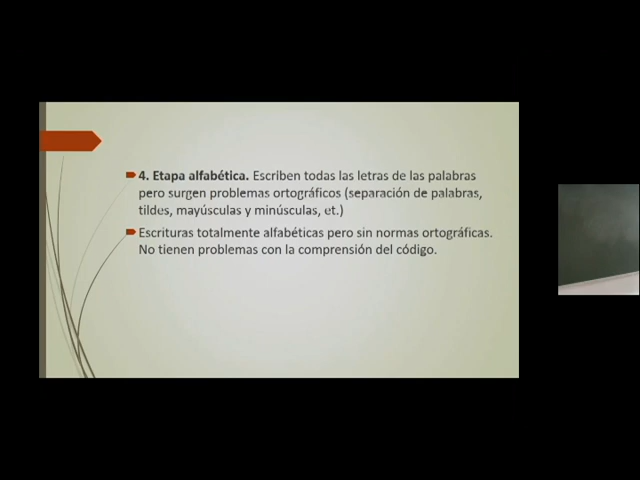 4. Etapa alfabética. Escriben todas las letras de las palabras
pero surgen problemas ortográficos (separación de palabras,
tildes, mayúsculas y minúsculas, et.)
Escrituras totalmente alfabéticas pero sin normas ortográficas.
No tienen problemas con la comprensión del código.